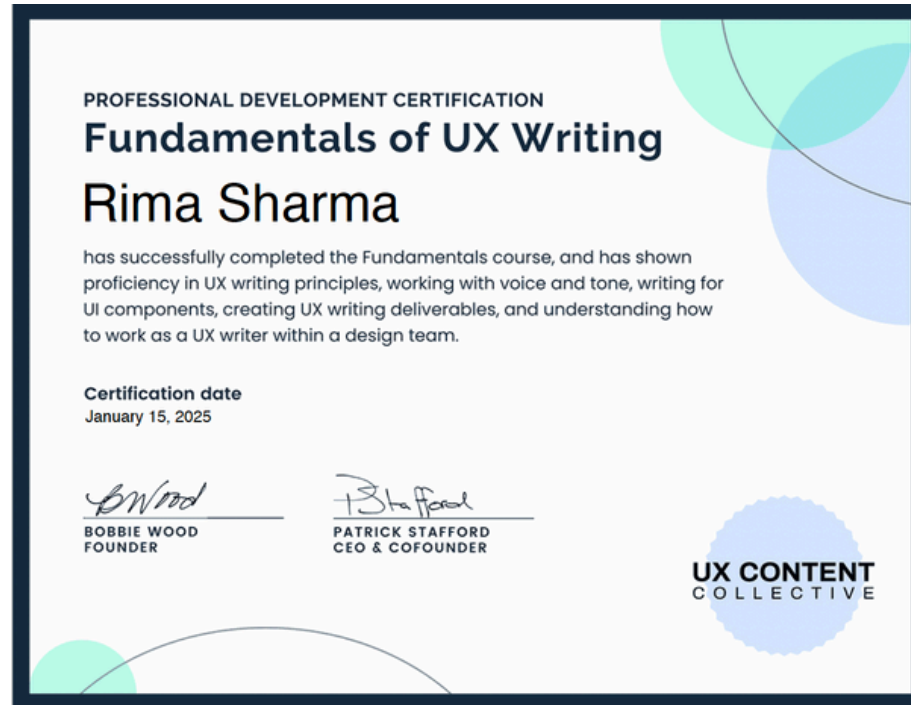 PROFESSIONAL DEVELOPMENT CERTIFICATION
Fundamentals of UX Writing
Rima Sharma
has successfully completed the Fundamentals course, and has shown
proficiency in UX writing principles, working with voice and tone, writing for
UI components, creating UX writing deliverables, and understanding how
to work as a UX writer within a design team.
Certification date
January 15, 2025
BWood
PStafford
BOBBIE WOOD
FOUNDER
PATRICK STAFFORD
CEO & COFOUNDER
UX CONTENT
COLLECTIVE